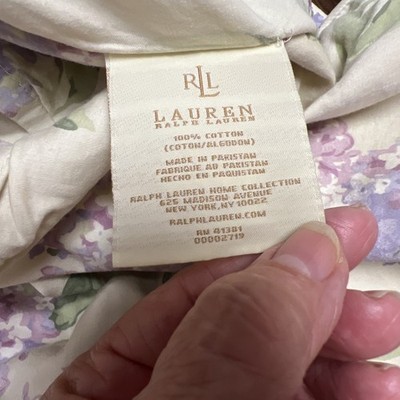 RLL
LAUREN
RALPH LAUREN
100% COTTON
(COTON/ALGODON)
MADE IN PAKISTAN
FABRIQUE AU PAKISTAN
HECHO EN PAQUISTAN
RALPH LAUREN HOME COLLECTION
625 MADISON AVENUE
NEW YORK, NY 10022
RALPHLAUREN.COM
RN 41381
00002719